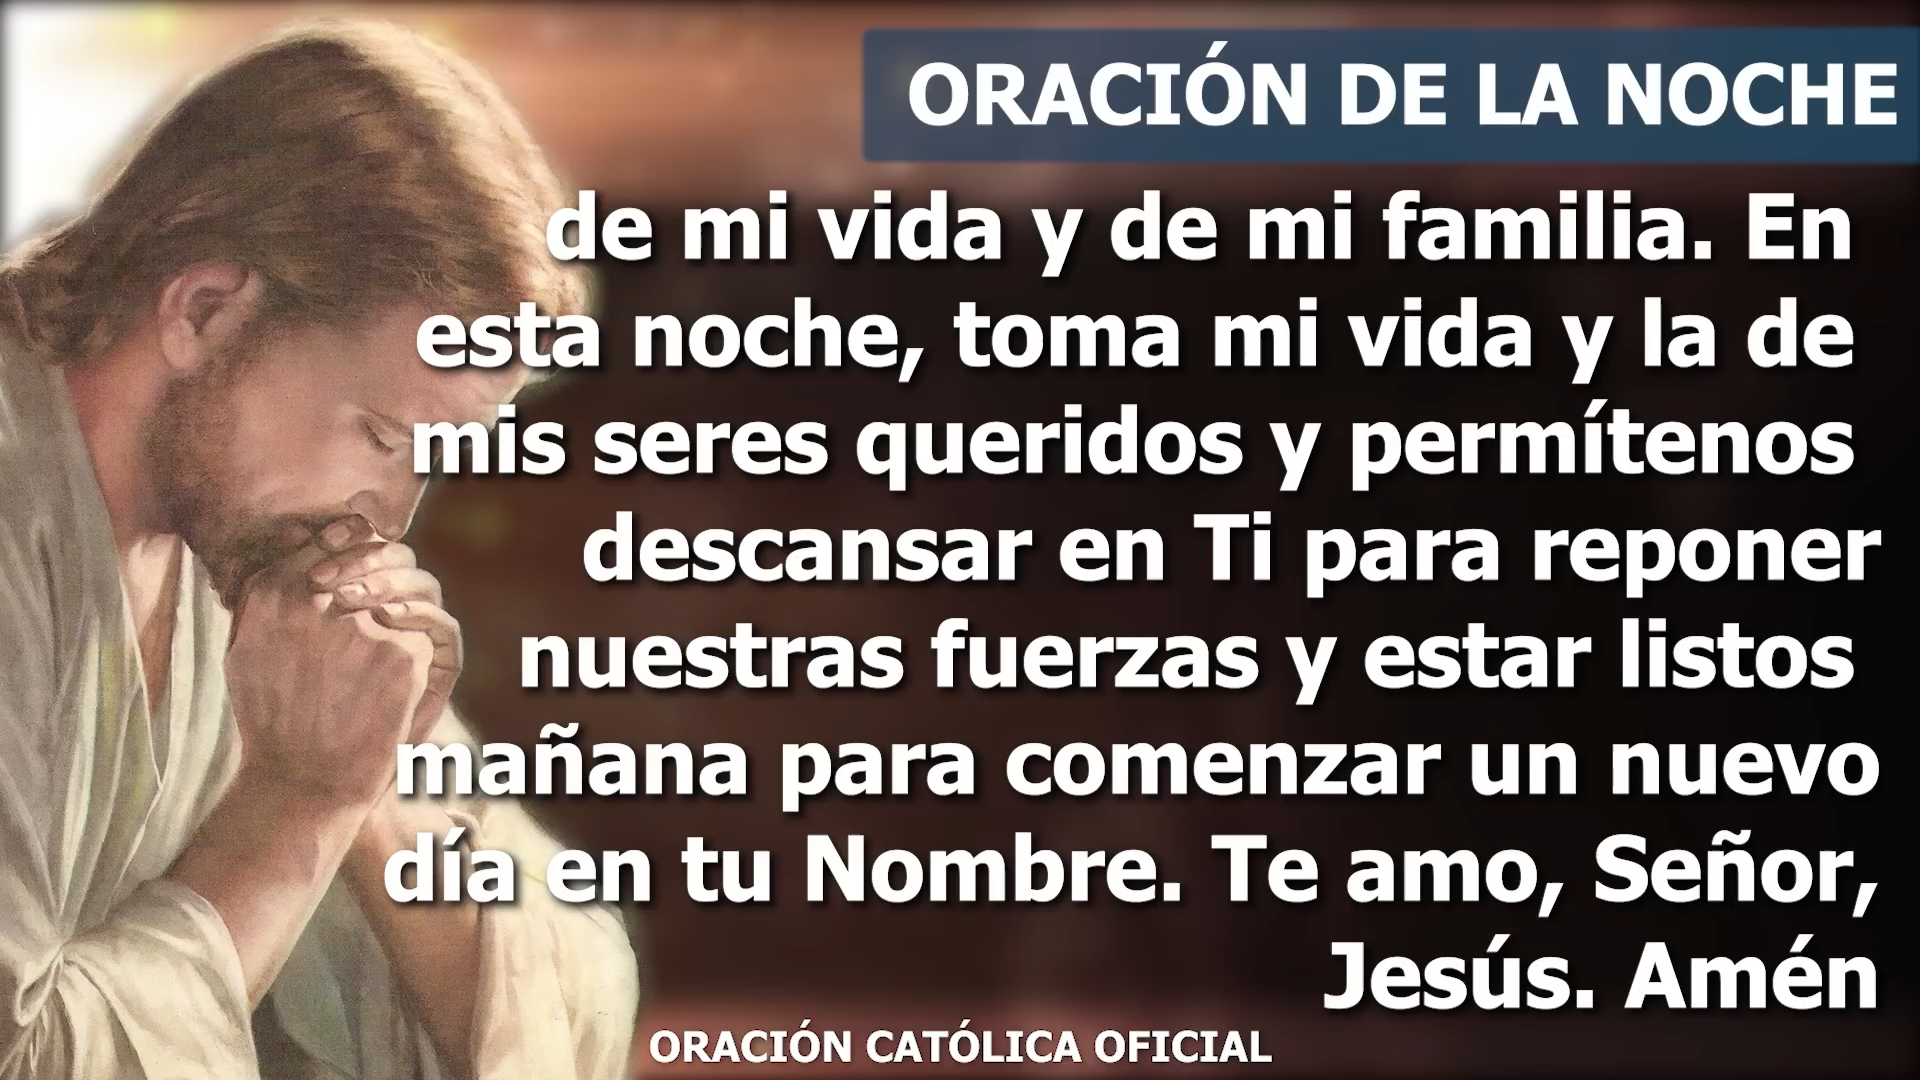 ORACIÓN DE LA NOCHE
de mi vida y de mi familia. En
esta noche, toma mi vida y la de
mis seres queridos y permítenos
descansar en Ti para reponer
nuestras fuerzas y estar listos
mañana para comenzar un nuevo
día en tu Nombre. Te amo, Señor,
Jesús. Amén
ORACIÓN CATÓLICA OFICIAL